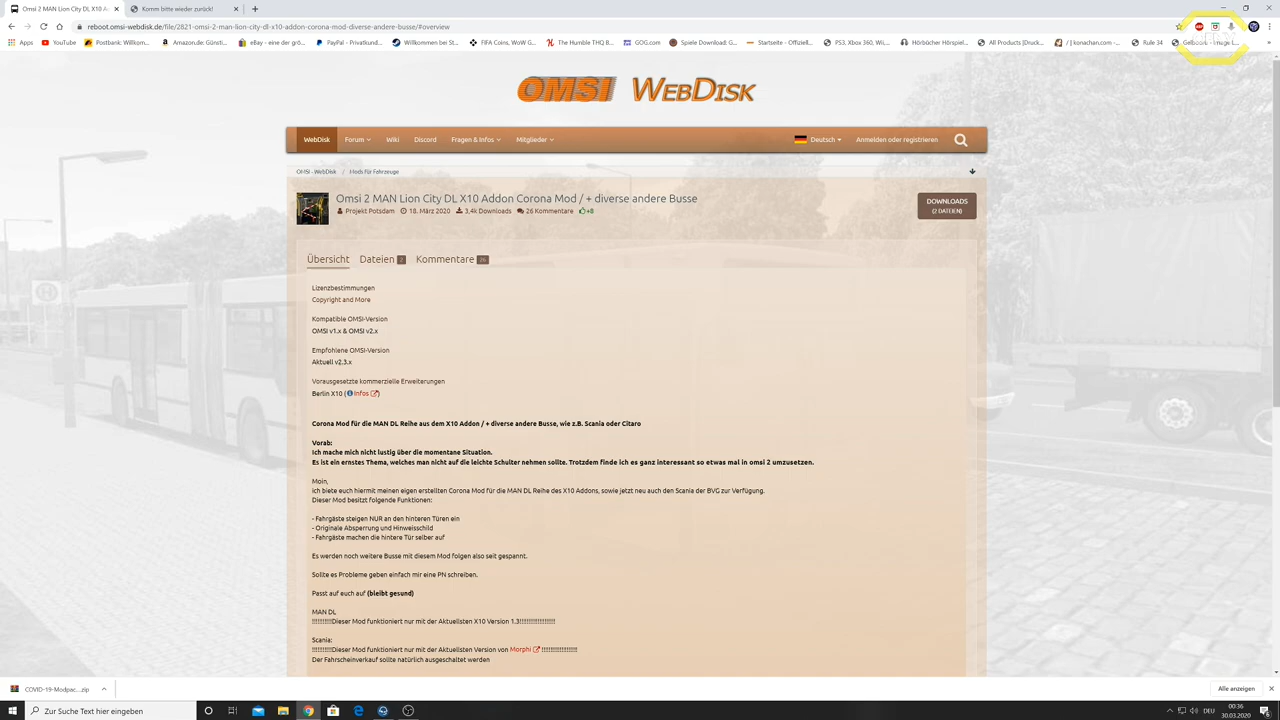 Omsi 2 MAN Lion City DL X10 Add
Komm bitte wieder zurück!
reboot.omsi-webdisk.de/file/2821-omsi-2-man-lion-city-dl-x10-addon-corona-mod-diverse-andere-busse/#overview
Apps YouTube Postbank: Willkom... Amazon.de: Günsti... eBay - eine der grö... PayPal - Privatkund... Willkommen bei St... FIFA Coins, WoW G... The Humble THQ B... GOG.com Spiele Download: G... Startseite - Offiziell... PS3, Xbox 360, Wii,... Hörbücher Hörspiel... All Products |Druck... / | konachan.com -... Rule 34 Gelbooru - Image |...
OMSI WEBDISK
WebDisk Forum Wiki Discord Fragen & Infos Mitglieder Deutsch Anmelden oder registrieren
OMSI - WebDisk / Mods für Fahrzeuge
Omsi 2 MAN Lion City DL X10 Addon Corona Mod / + diverse andere Busse
Projekt Potsdam 18. März 2020 3,4k Downloads 26 Kommentare +8
DOWNLOADS
(2 DATEIEN)
Übersicht Dateien 2 Kommentare 26
Lizenzbestimmungen
Copyright and More
Kompatible OMSI-Version
OMSI v1.x & OMSI v2.x
Empfohlene OMSI-Version
Aktuell v2.3.x
Vorausgesetzte kommerzielle Erweiterungen
Berlin X10 (Infos)
Corona Mod für die MAN DL Reihe aus dem X10 Addon / + diverse andere Busse, wie z.B. Scania oder Citaro
Vorab:
Ich mache mich nicht lustig über die momentane Situation.
Es ist ein ernstes Thema, welches man nicht auf die leichte Schulter nehmen sollte. Trotzdem finde ich es ganz interessant so etwas mal in omsi 2 umzusetzen.
Moin,
ich biete euch hiermit meinen eigen erstellten Corona Mod für die MAN DL Reihe des X10 Addons, sowie jetzt neu auch den Scania der BVG zur Verfügung.
Dieser Mod besitzt folgende Funktionen:
- Fahrgäste steigen NUR an den hinteren Türen ein
- Originale Absperrung und Hinweisschild
- Fahrgäste machen die hintere Tür selber auf
Es werden noch weitere Busse mit diesem Mod folgen also seit gespannt.
Sollte es Probleme geben einfach mir eine PN schreiben.
Passt auf euch auf (bleibt gesund)
MAN DL
!!!!!!!!!!!Dieser Mod funktioniert nur mit der Aktuellsten X10 Version 1.3!!!!!!!!!!!!!!!!!!!!
Scania:
!!!!!!!!!!!Dieser Mod funktioniert nur mit der Aktuellsten Version von Morphi !!!!!!!!!!!!!!!!!!!!
Der Fahrscheinverkauf sollte natürlich ausgeschaltet werden
COVID-19-Modpac....zip
Alle anzeigen
Zur Suche Text hier eingeben
DEU
00:36
30.03.2020